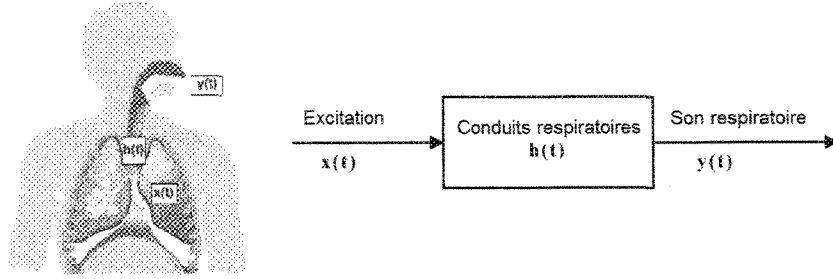 y(t)
h(t)
x(t)
Excitation
x(t)
Conduits respiratoires
h(t)
Son respiratoire
y(t)